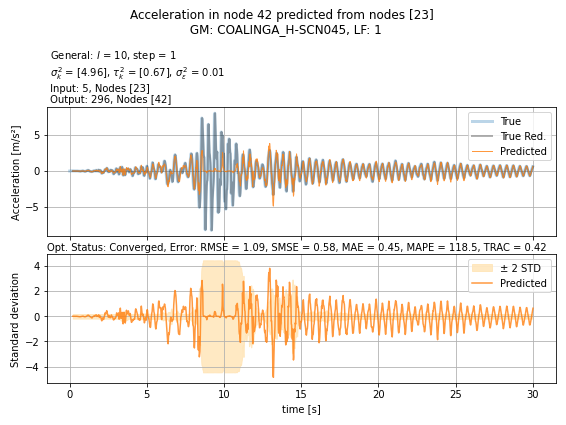 Acceleration in node 42 predicted from nodes [23]
GM: COALINGA_H-SCN045, LF: 1
General: l = 10, step = 1
σ²ₖ = [4.96], τ²ₖ = [0.67], σ²ε = 0.01
Input: 5, Nodes [23]
Output: 296, Nodes [42]
True
True Red.
Predicted
Acceleration [m/s²]
5
0
−5
Opt. Status: Converged, Error: RMSE = 1.09, SMSE = 0.58, MAE = 0.45, MAPE = 118.5, TRAC = 0.42
± 2 STD
Predicted
Standard deviation
4
2
0
−2
−4
0 5 10 15 20 25 30
time [s]